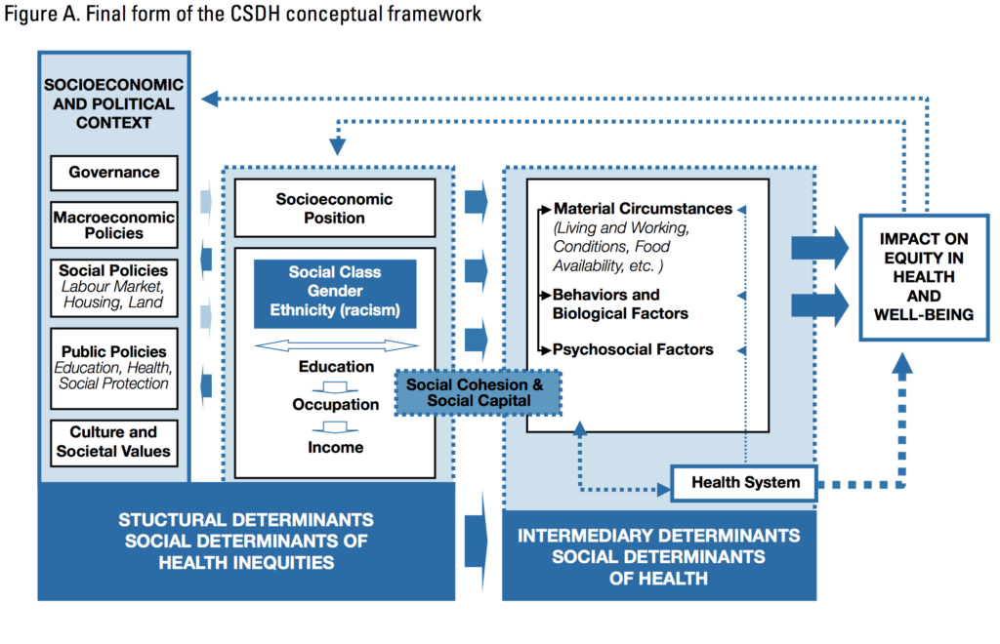 Figure A. Final form of the CSDH conceptual framework
SOCIOECONOMIC
AND POLITICAL
CONTEXT
Governance
Macroeconomic
Policies
Social Policies
Labour Market,
Housing, Land
Public Policies
Education, Health,
Social Protection
Culture and
Societal Values
Socioeconomic
Position
Social Class
Gender
Ethnicity (racism)
Education
Occupation
Income
Social Cohesion &
Social Capital
Material Circumstances
(Living and Working,
Conditions, Food
Availability, etc. )
Behaviors and
Biological Factors
Psychosocial Factors
Health System
IMPACT ON
EQUITY IN
HEALTH
AND
WELL-BEING
STUCTURAL DETERMINANTS
SOCIAL DETERMINANTS OF
HEALTH INEQUITIES
INTERMEDIARY DETERMINANTS
SOCIAL DETERMINANTS
OF HEALTH